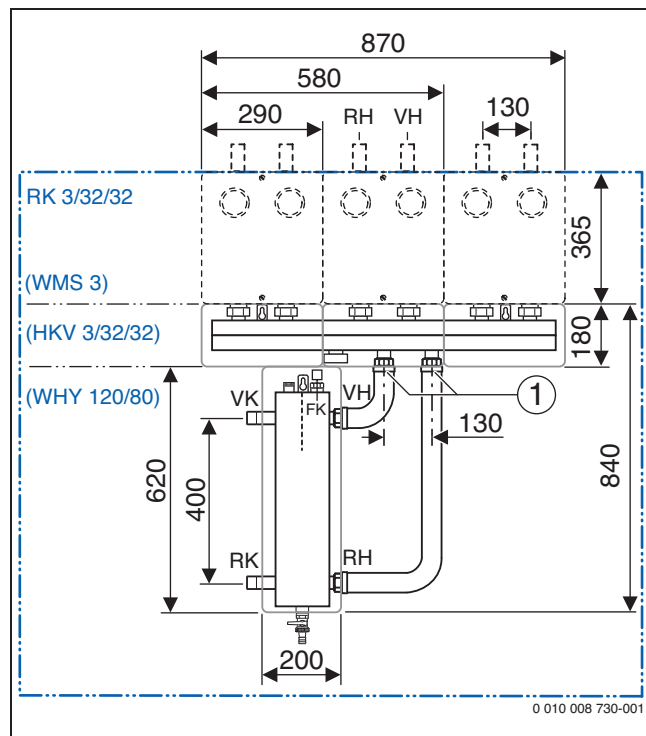 870
580
290
RH
VH
130
RK 3/32/32
365
(WMS 3)
(HKV 3/32/32)
180
(WHY 120/80)
VK
FK
VH
1
130
620
400
840
RK
RH
200
0 010 008 730-001